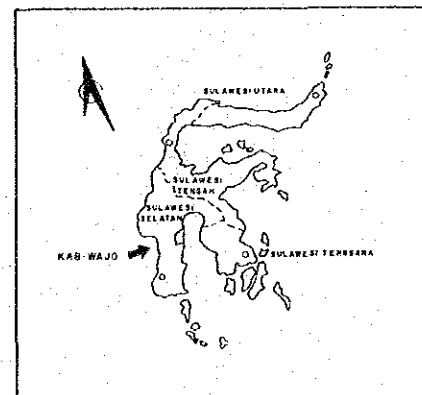 SULAWESI UTARA
SULAWESI
TENGAH
SULAWESI
SELATAN
KAB-WAJO
SULAWESI TENGGARA